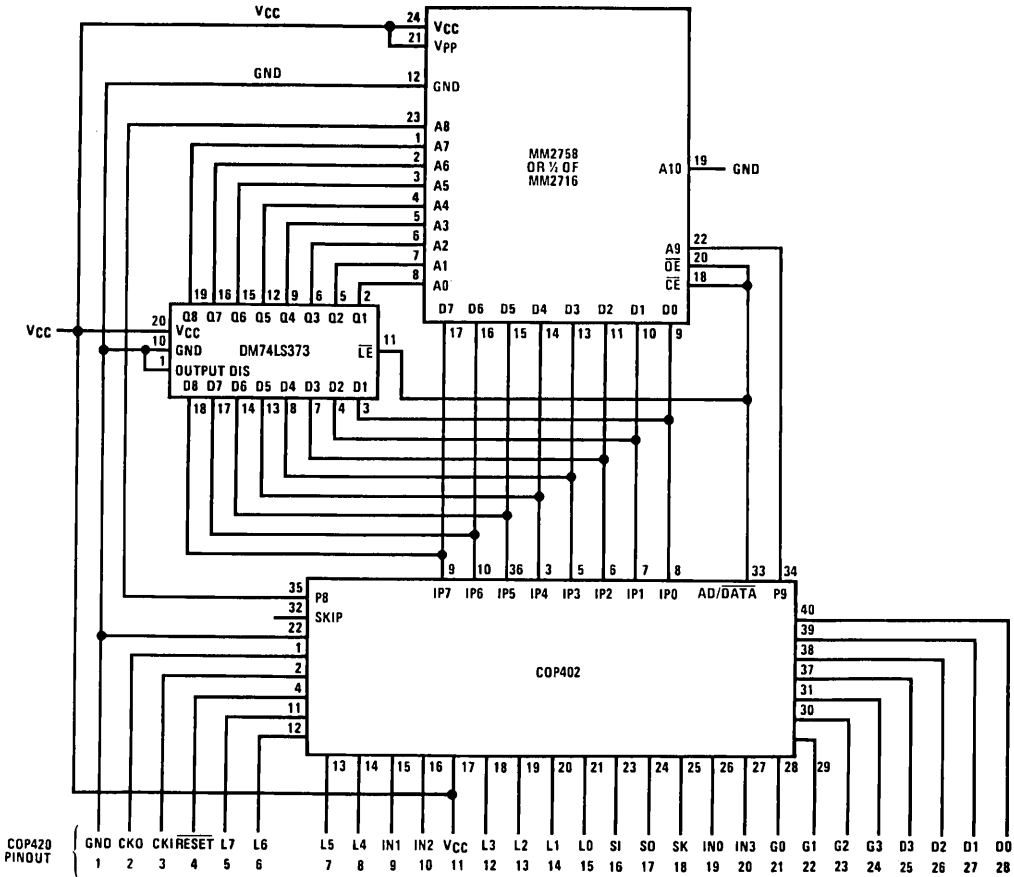 VCC
24 VCC
21 VPP
GND
12 GND
23 A8
1 A7
2 A6
3 A5
4 A4
5 A3
6 A2
7 A1
8 A0
MM2758
OR ½ OF
MM2716
A10 19 GND
A9 22
OE 20
CE 18
D7 D6 D5 D4 D3 D2 D1 D0
17 16 15 14 13 11 10 9
19 16 15 12 9 6 5 2
Q8 Q7 Q6 Q5 Q4 Q3 Q2 Q1
VCC 20 VCC
10 GND
1 OUTPUT DIS
DM74LS373
LE 11
D8 D7 D6 D5 D4 D3 D2 D1
18 17 14 13 8 7 4 3
9 10 36 3 5 6 7 8 33 34
IP7 IP6 IP5 IP4 IP3 IP2 IP1 IP0 AD/DATA P9
35 P8
32 SKIP
22
1
2
4
11
12
COP402
40
39
38
37
31
30
29
13 14 15 16 17 18 19 20 21 23 24 25 26 27 28
COP420
PINOUT
GND CKO CKI RESET L7 L6 L5 L4 IN1 IN2 VCC L3 L2 L1 L0 SI SO SK IN0 IN3 G0 G1 G2 G3 D3 D2 D1 D0
1 2 3 4 5 6 7 8 9 10 11 12 13 14 15 16 17 18 19 20 21 22 23 24 25 26 27 28